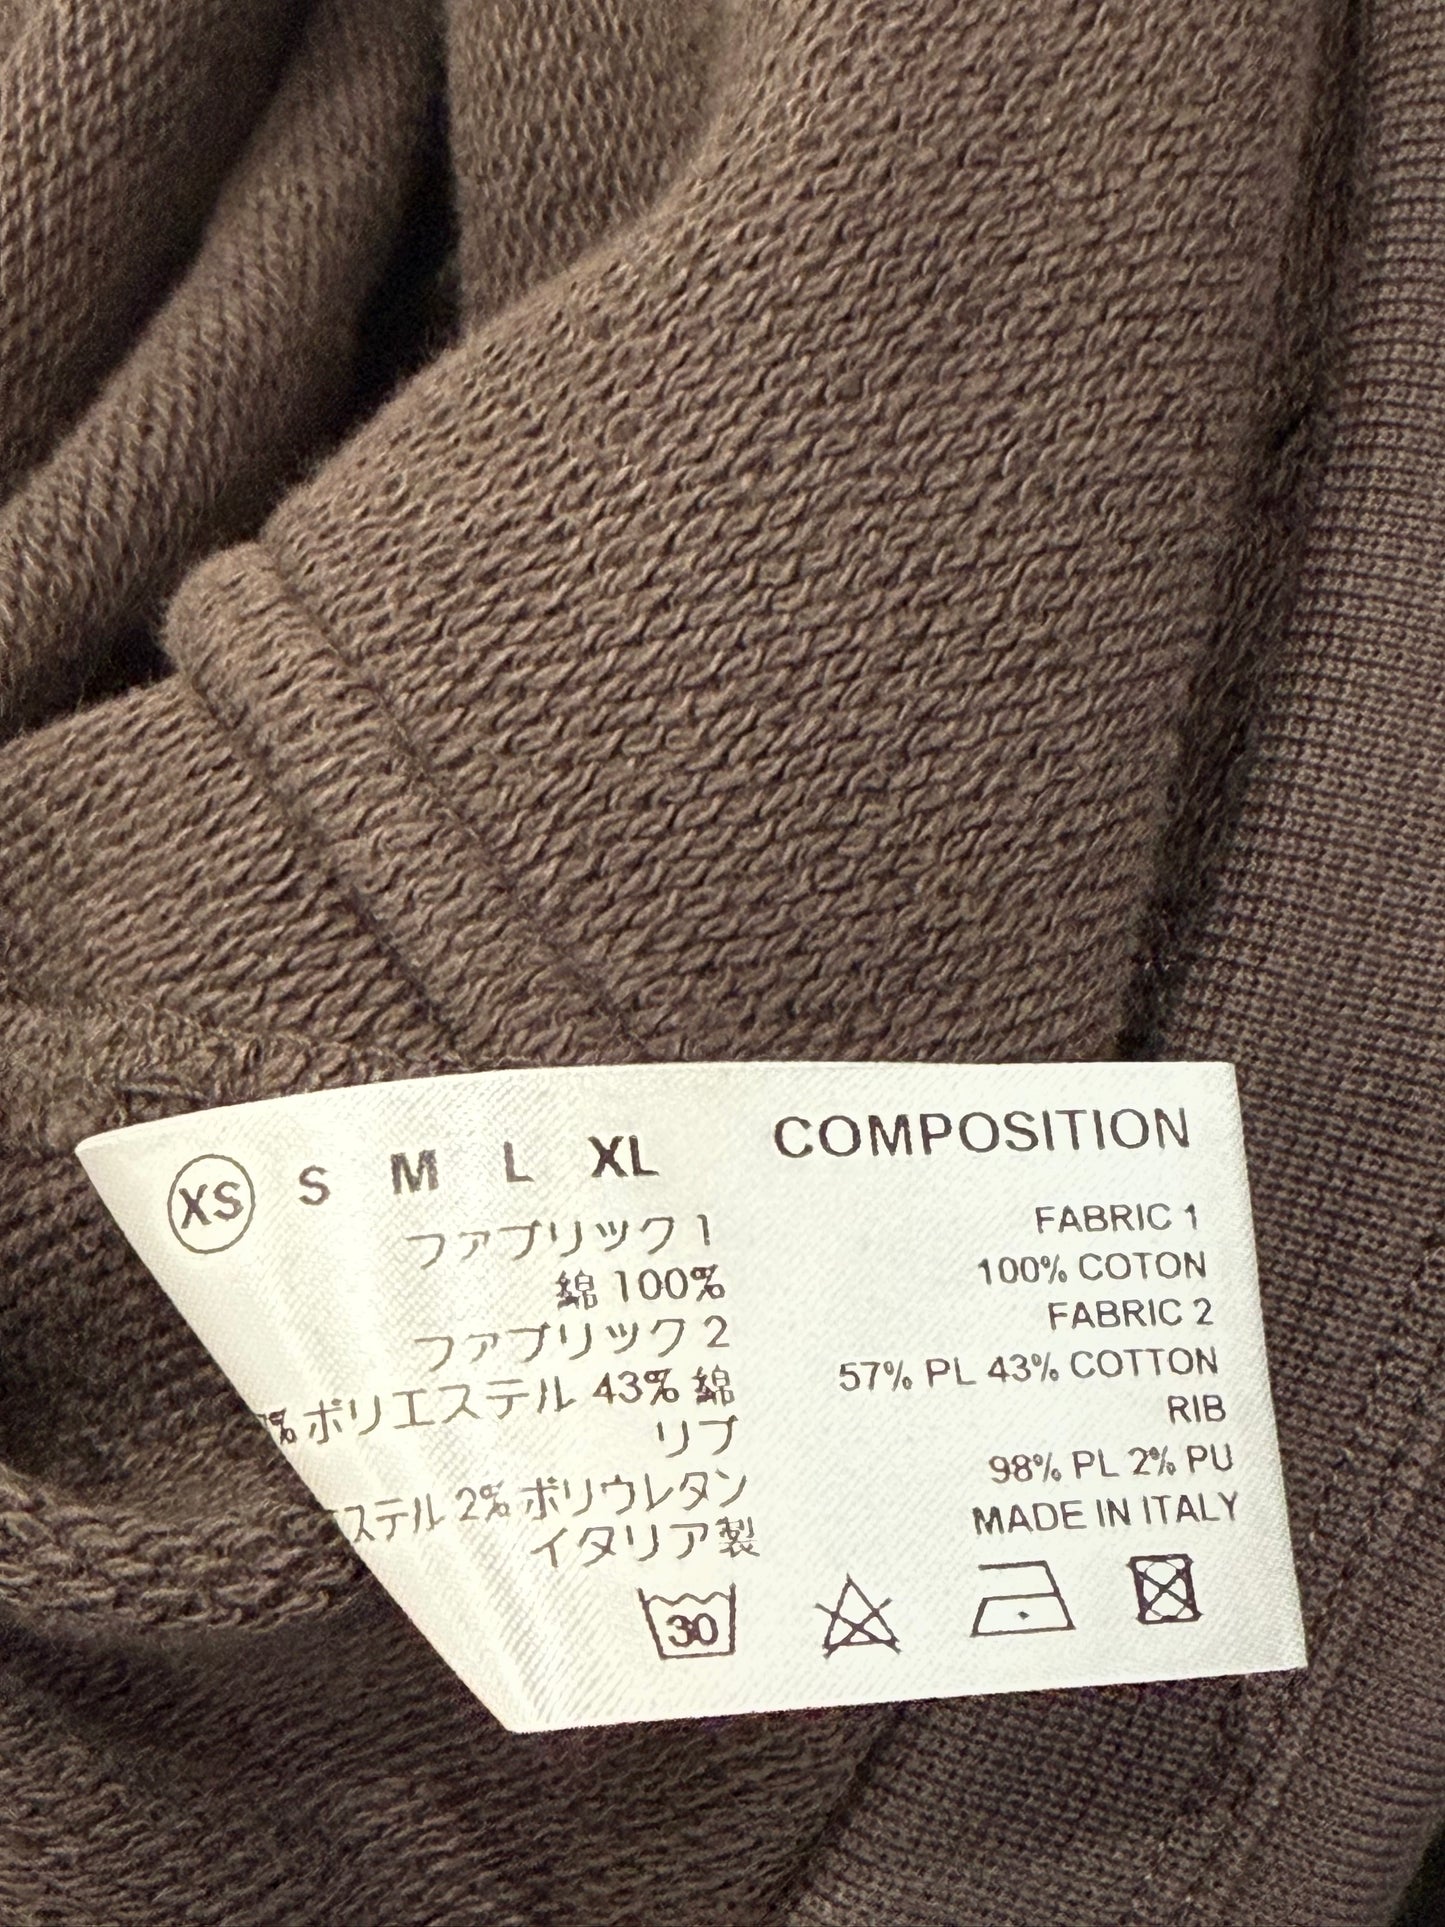 XS S M L XL
ファブリック 1
綿 100%
ファブリック 2
% ポリエステル 43% 綿
リブ
ステル 2% ポリウレタン
イタリア製
COMPOSITION
FABRIC 1
100% COTON
FABRIC 2
57% PL 43% COTTON
RIB
98% PL 2% PU
MADE IN ITALY
30